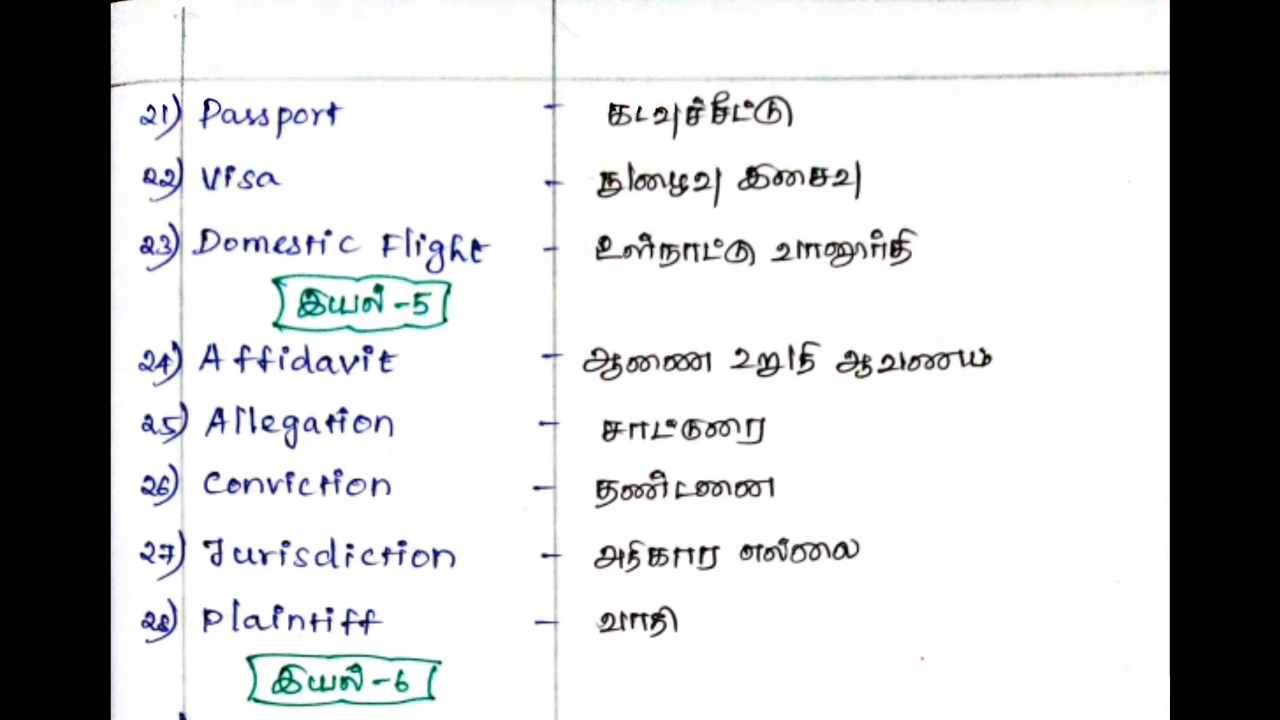 21) Passport - கடவுச்சீட்டு
22) Visa - நுழைவு இசைவு
23) Domestic Flight - உள்நாட்டு வானூர்தி
இயல் -5
24) Affidavit - ஆணை உறுதி ஆவணம்
25) Allegation - சாட்டுரை
26) Conviction - தண்டனை
27) Jurisdiction - அதிகார எல்லை
28) Plaintiff - வாதி
இயல் -6